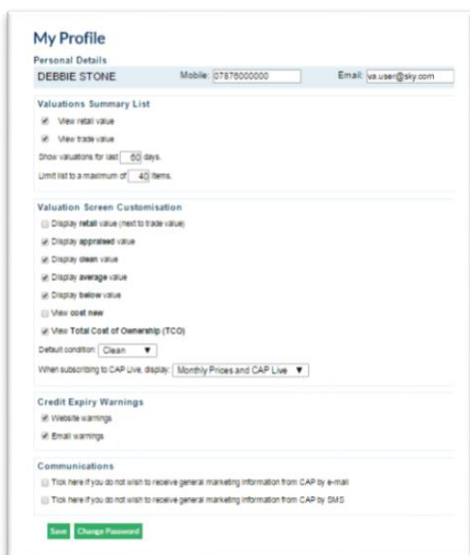 My Profile
Personal Details
DEBBIE STONE Mobile: 07876000000 Email: va.user@sky.com
Valuations Summary List
View retail value
View trade value
Show valuations for last 60 days.
Limit list to a maximum of 40 items.
Valuation Screen Customisation
Display retail value (next to trade value)
Display appraised value
Display clean value
Display average value
Display below value
View cost new
View Total Cost of Ownership (TCO)
Default condition: Clean
When subscribing to CAP Live, display: Monthly Prices and CAP Live
Credit Expiry Warnings
Website warnings
Email warnings
Communications
Tick here if you do not wish to receive general marketing information from CAP by e-mail
Tick here if you do not wish to receive general marketing information from CAP by SMS
Save Change Password